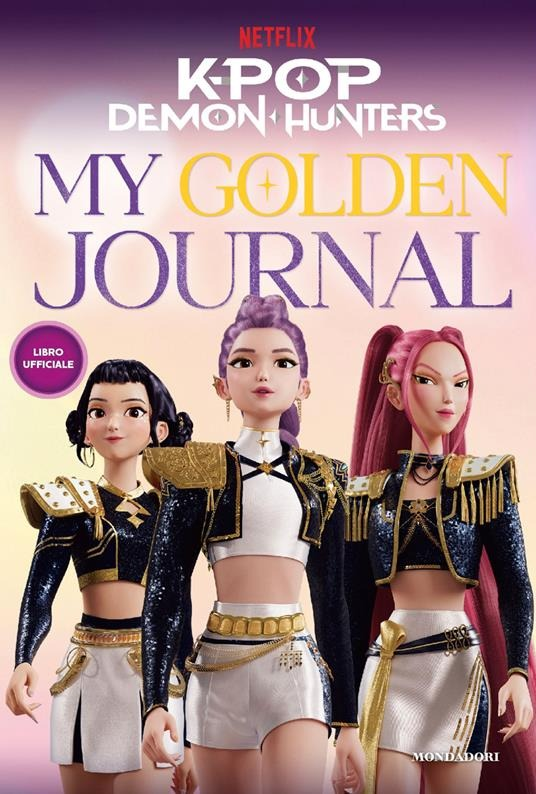 NETFLIX
K-POP
DEMON HUNTERS
MY GOLDEN
JOURNAL
LIBRO
UFFICIALE
MONDADORI